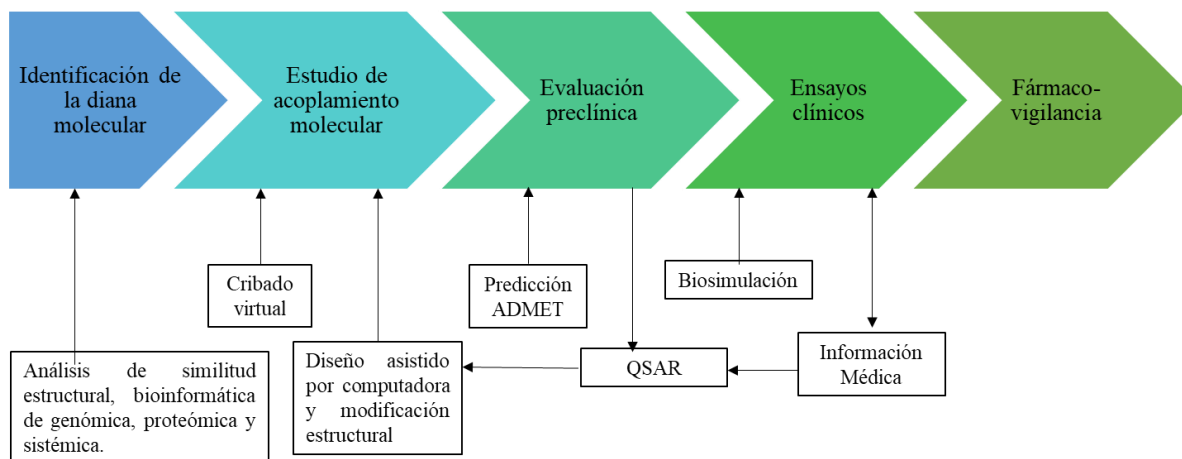 Identificación de
la diana
molecular
Estudio de
acoplamiento
molecular
Evaluación
preclínica
Ensayos
clínicos
Fármaco-
vigilancia
Cribado
virtual
Predicción
ADMET
Biosimulación
Análisis de similitud
estructural, bioinformática
de genómica, proteómica y
sistémica.
Diseño asistido
por computadora
y modificación
estructural
QSAR
Información
Médica